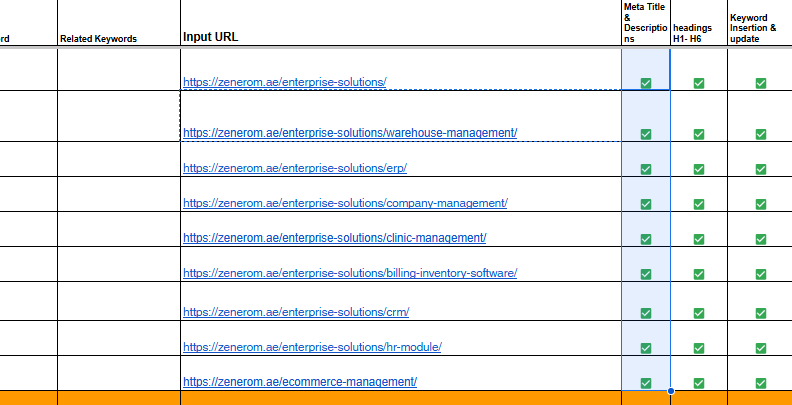 Meta Title
&
Descriptio
ns
headings
H1- H6
Keyword
Insertion &
update
rd
Related Keywords
Input URL
https://zenerom.ae/enterprise-solutions/
https://zenerom.ae/enterprise-solutions/warehouse-management/
https://zenerom.ae/enterprise-solutions/erp/
https://zenerom.ae/enterprise-solutions/company-management/
https://zenerom.ae/enterprise-solutions/clinic-management/
https://zenerom.ae/enterprise-solutions/billing-inventory-software/
https://zenerom.ae/enterprise-solutions/crm/
https://zenerom.ae/enterprise-solutions/hr-module/
https://zenerom.ae/ecommerce-management/